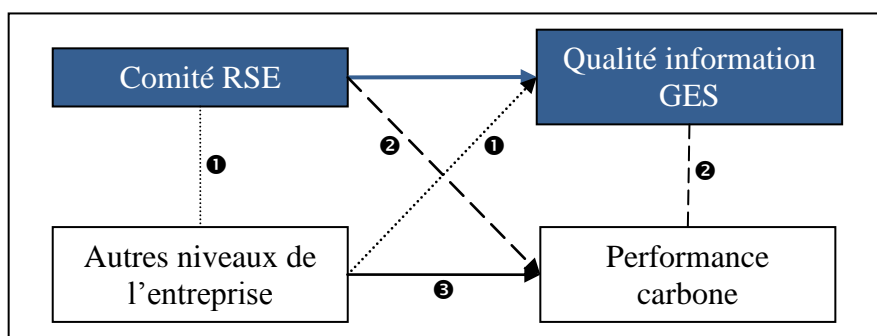 Comité RSE
Qualité information
GES
❶
❷
❶
❷
Autres niveaux de
l’entreprise
❸
Performance
carbone